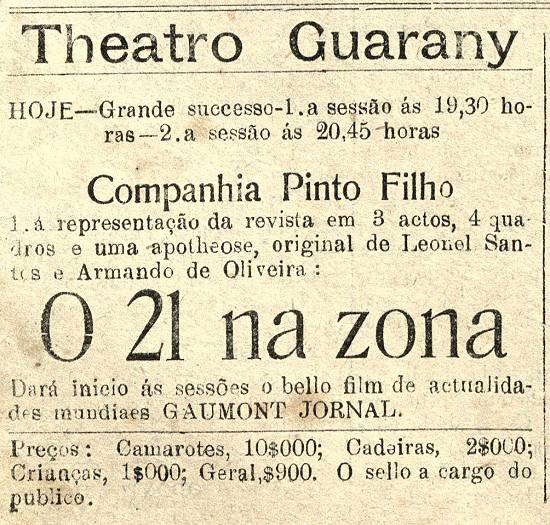 Theatro Guarany
HOJE—Grande successo-1.a sessão ás 19,30 ho-
ras—2.a sessão ás 20,45 horas
Companhia Pinto Filho
1.á representação da revista em 3 actos, 4 qua-
dros e uma apotheose, original de Leonel San-
tos e Armando de Oliveira :
O 21 na zona
Dará inicio ás sessões o bello film de actualida-
des mundiaes GAUMONT JORNAL.
Preços : Camarotes, 10$000; Cadeiras, 2$000;
Crianças, 1$000; Geral,$900. O sello a cargo do
publico.